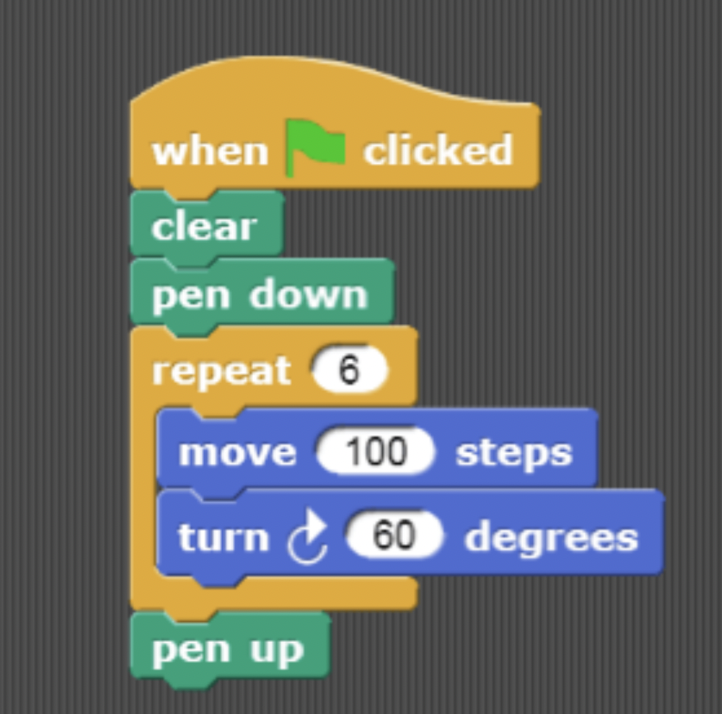 when clicked
clear
pen down
repeat 6
move 100 steps
turn 60 degrees
pen up